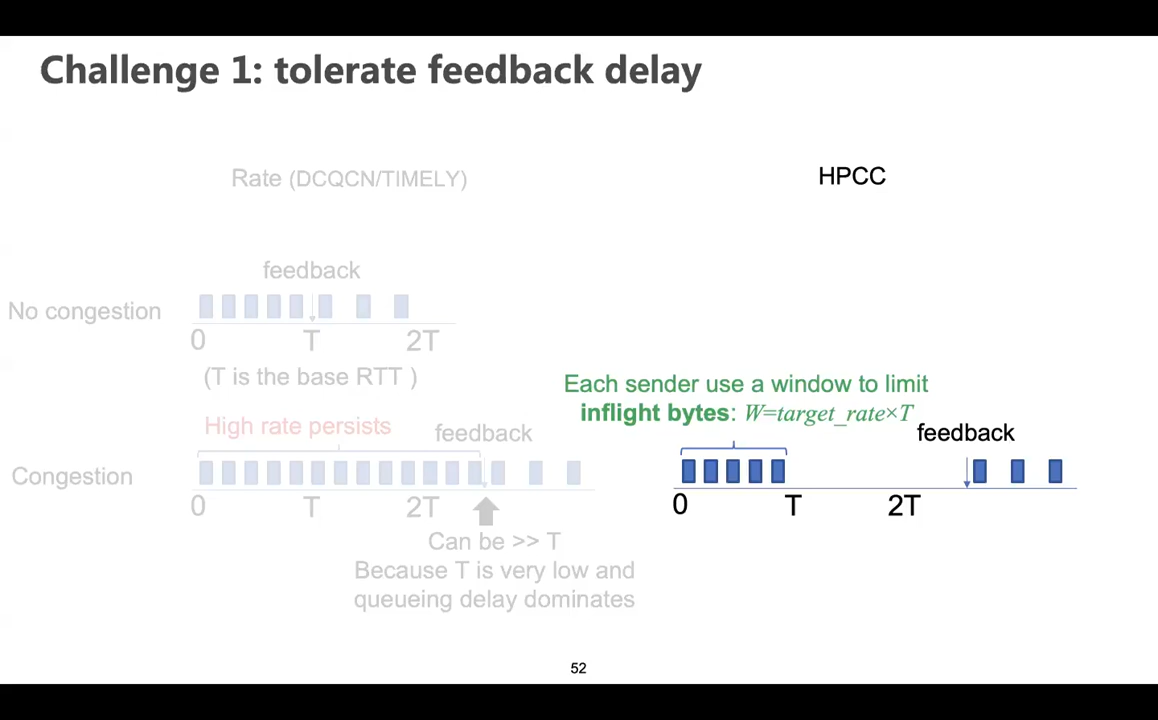 Challenge 1: tolerate feedback delay
Rate (DCQCN/TIMELY)
HPCC
feedback
No congestion
0 T 2T
(T is the base RTT )
Each sender use a window to limit
inflight bytes: W=target_rate×T
High rate persists
feedback
feedback
Congestion
0 T 2T
0 T 2T
Can be >> T
Because T is very low and
queueing delay dominates
52